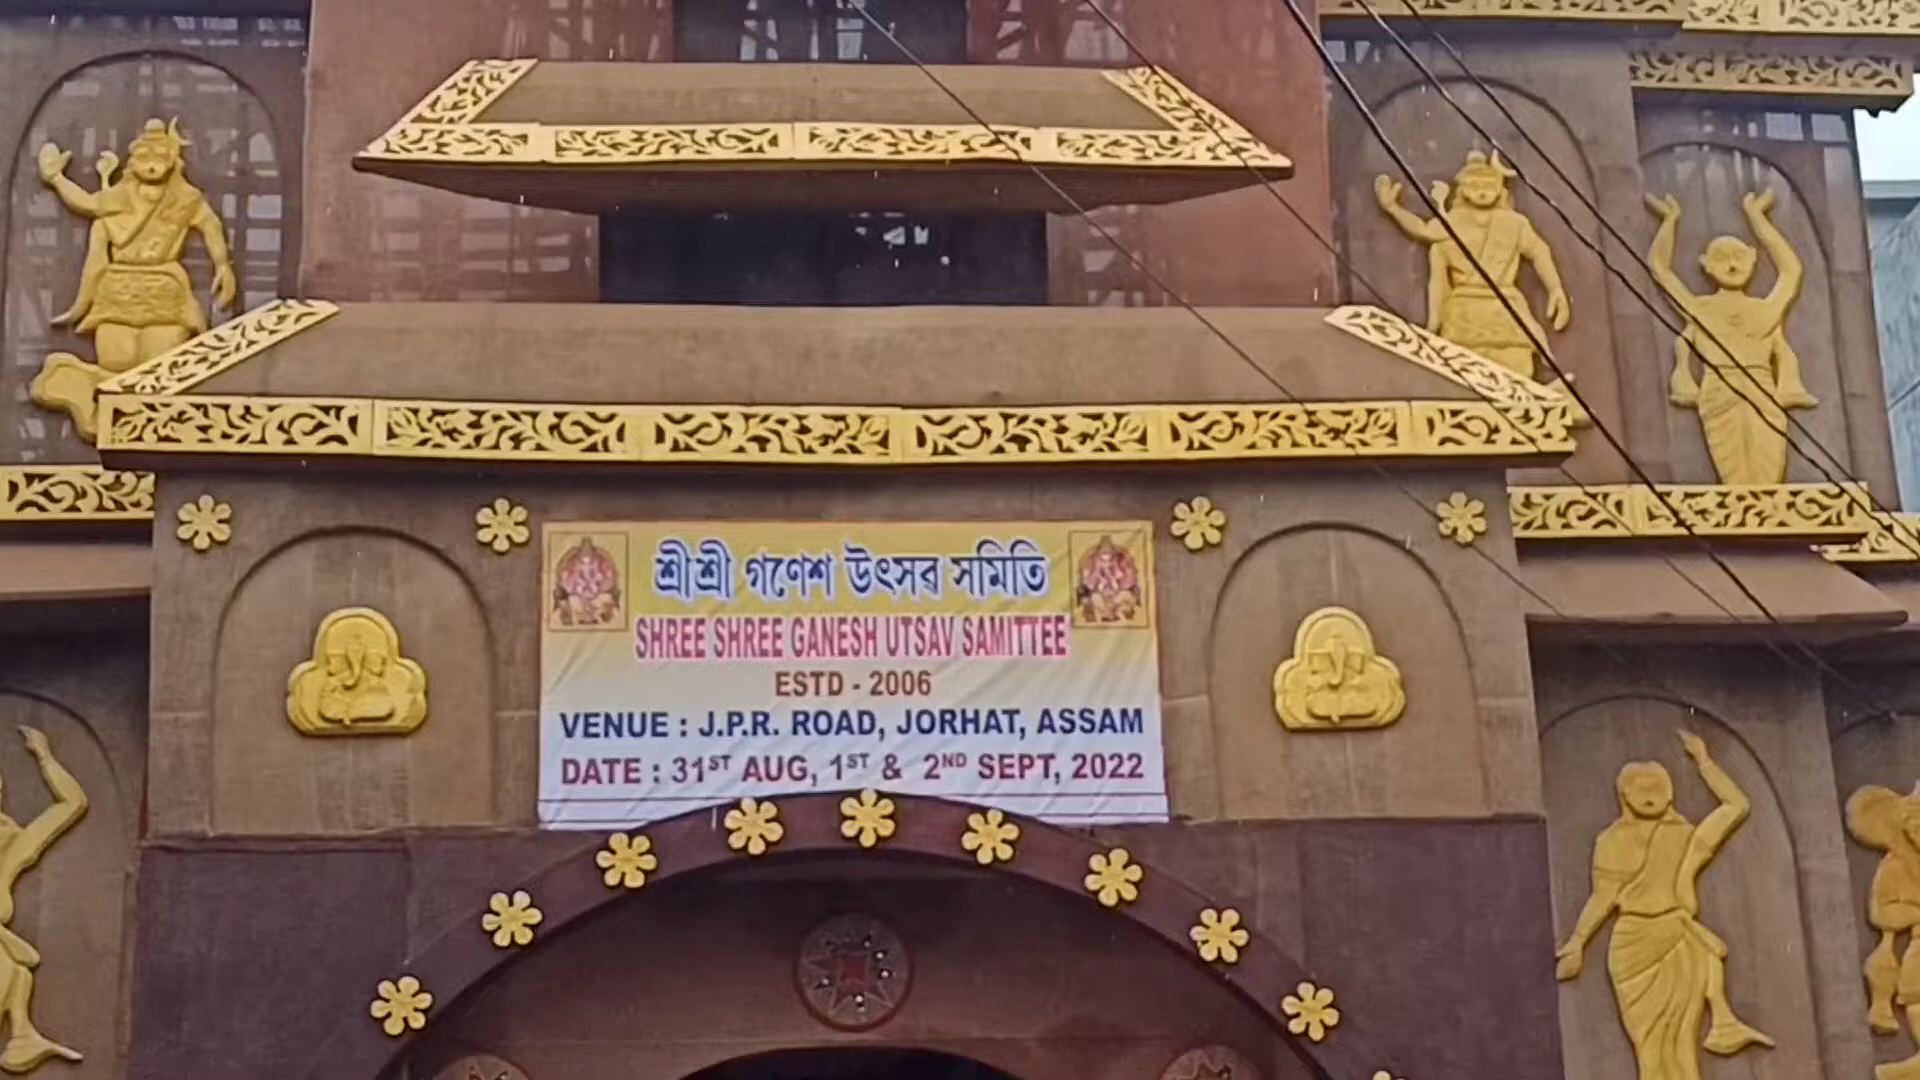 শ্ৰীশ্ৰী গণেশ উৎসৱ সমিতি
SHREE SHREE GANESH UTSAV SAMITTEE
ESTD - 2006
VENUE : J.P.R. ROAD, JORHAT, ASSAM
DATE : 31ST AUG, 1ST & 2ND SEPT, 2022